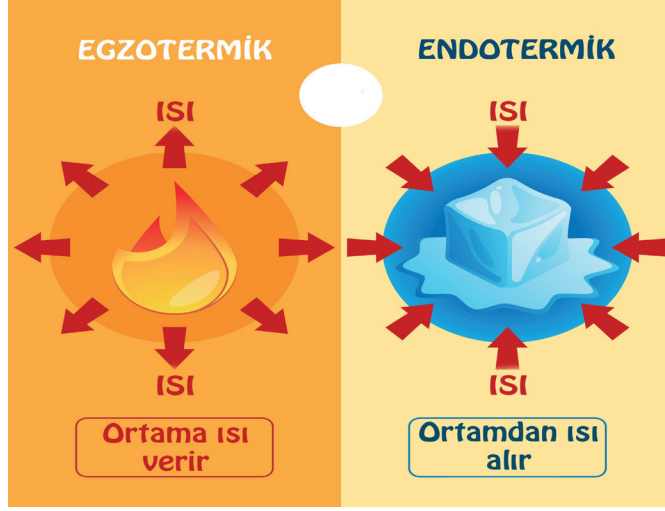 EGZOTERMİK
ISI
ISI
Ortama ısı
verir
ENDOTERMİK
ISI
ISI
Ortamdan ısı
alır